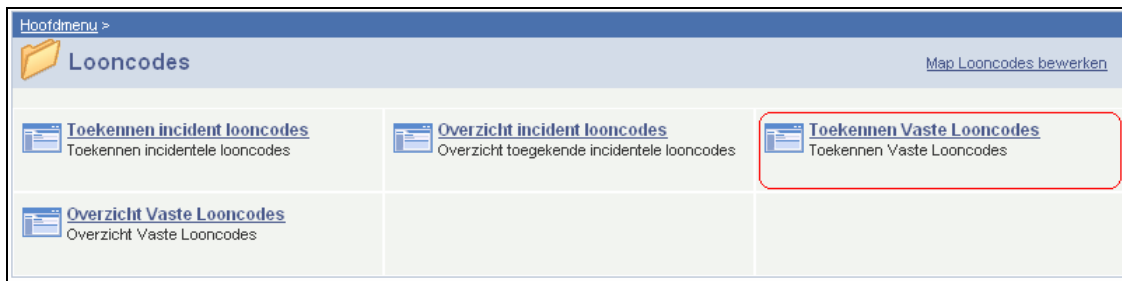 Hoofdmenu >
Looncodes
Map Looncodes bewerken
Toekennen incident looncodes
Toekennen incidentele looncodes
Overzicht incident looncodes
Overzicht toegekende incidentele looncodes
Toekennen Vaste Looncodes
Toekennen Vaste Looncodes
Overzicht Vaste Looncodes
Overzicht Vaste Looncodes